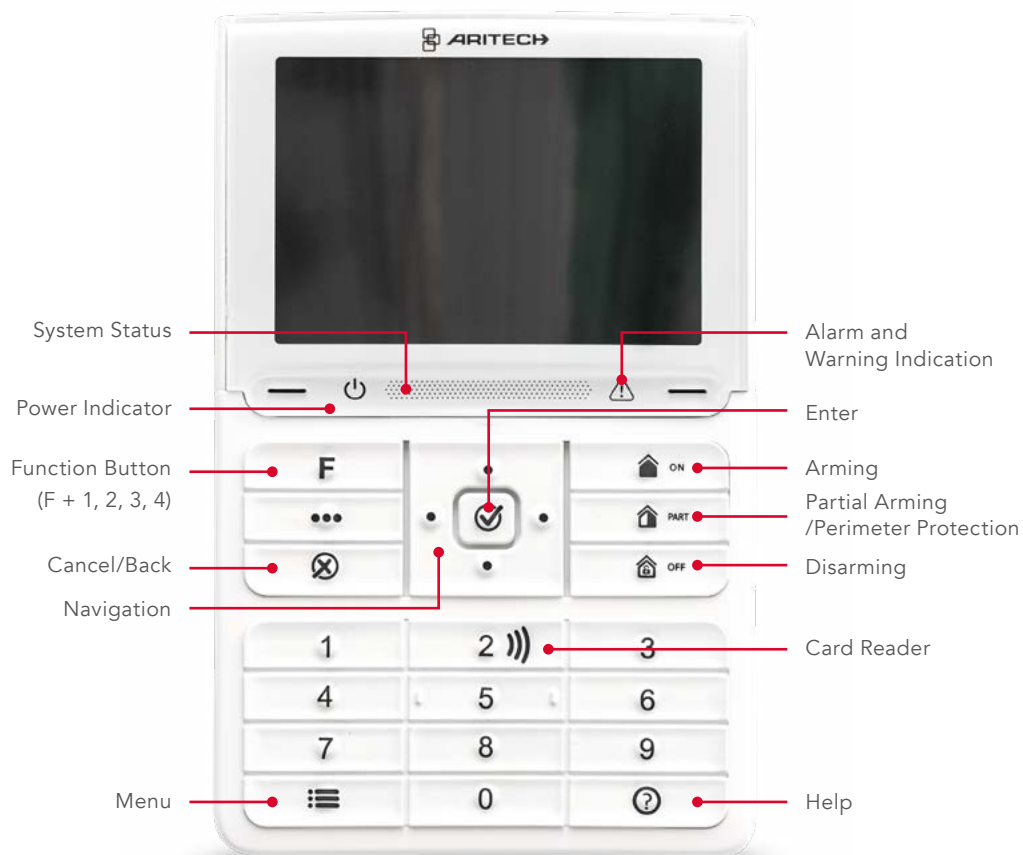 ARITECH
System Status
Alarm and
Warning Indication
Power Indicator
Enter
Function Button
(F + 1, 2, 3, 4)
F
ON
Arming
PART
Partial Arming
/Perimeter Protection
Cancel/Back
OFF
Disarming
Navigation
1
2
3
Card Reader
4
5
6
7
8
9
Menu
0
?
Help